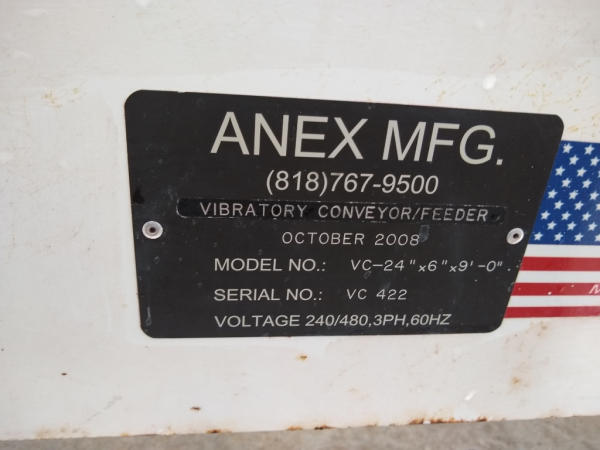 ANEX MFG.
(818)767-9500
VIBRATORY CONVEYOR/FEEDER
OCTOBER 2008
MODEL NO.: VC-24"x6"x9'-0"
SERIAL NO.: VC 422
VOLTAGE 240/480,3PH,60HZ